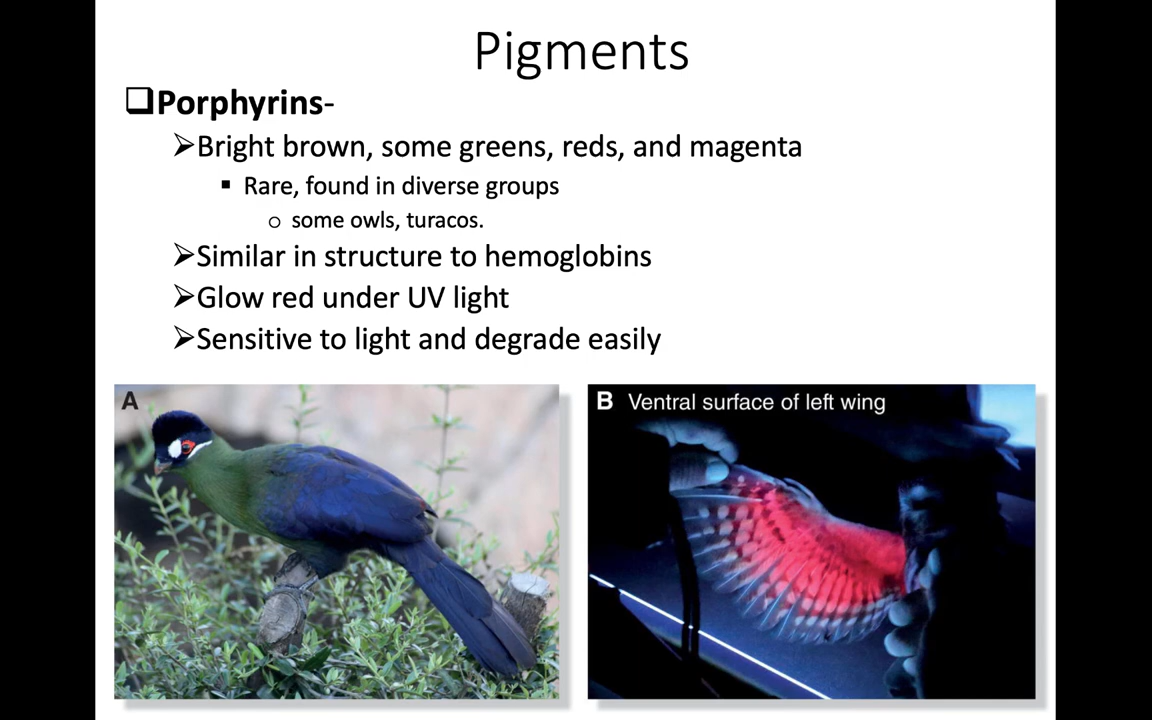 Pigments
❑Porphyrins-
➢Bright brown, some greens, reds, and magenta
▪ Rare, found in diverse groups
o some owls, turacos.
➢Similar in structure to hemoglobins
➢Glow red under UV light
➢Sensitive to light and degrade easily
A
B Ventral surface of left wing